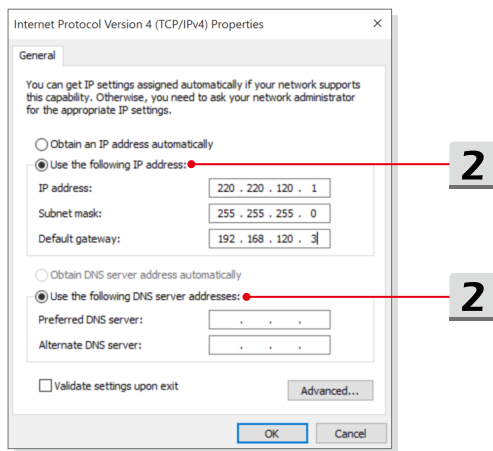 Internet Protocol Version 4 (TCP/IPv4) Properties
General
You can get IP settings assigned automatically if your network supports
this capability. Otherwise, you need to ask your network administrator
for the appropriate IP settings.
Obtain an IP address automatically
Use the following IP address:
2
IP address: 220 . 220 . 120 . 1
Subnet mask: 255 . 255 . 255 . 0
Default gateway: 192 . 168 . 120 . 3
Obtain DNS server address automatically
Use the following DNS server addresses:
2
Preferred DNS server: . . .
Alternate DNS server: . . .
Validate settings upon exit
Advanced...
OK Cancel